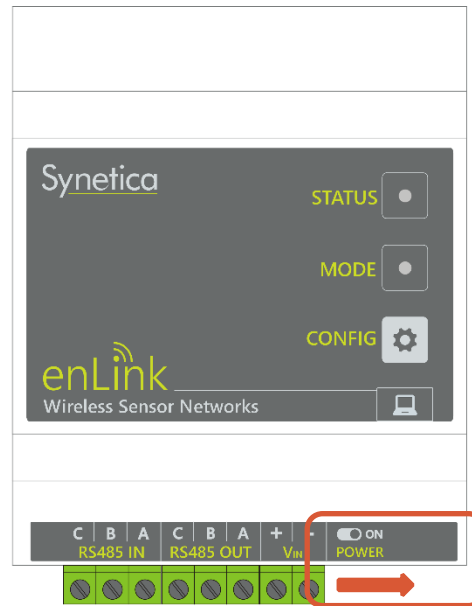 Synetica
STATUS
MODE
CONFIG
enLink
Wireless Sensor Networks
C B A C B A + - ON
RS485 IN RS485 OUT VIN POWER